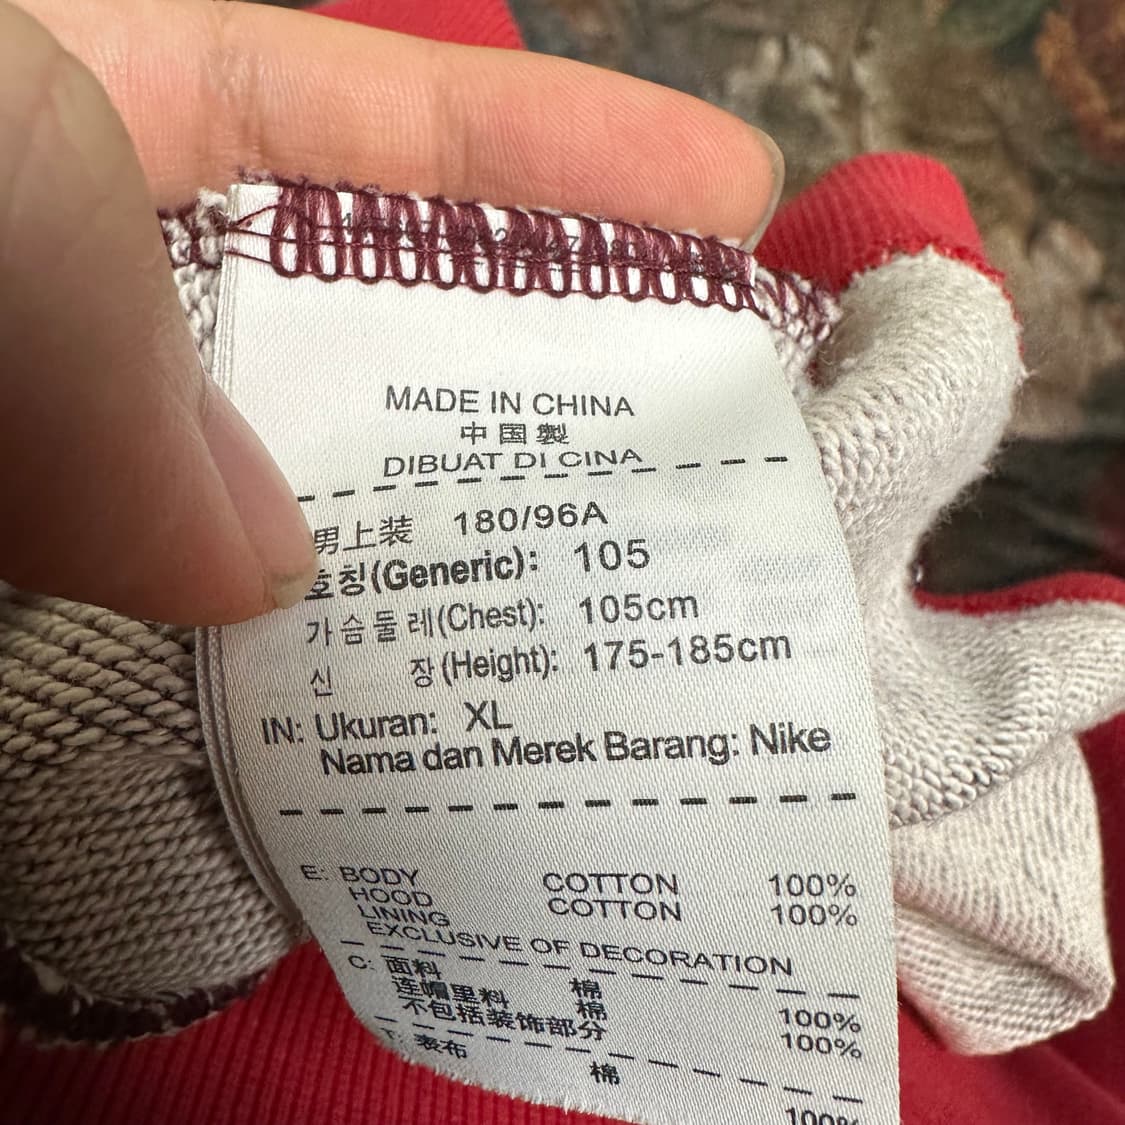 MADE IN CHINA
中国製
DIBUAT DI CINA
男上装 180/96A
호칭(Generic): 105
가슴둘레(Chest): 105cm
신 장(Height): 175-185cm
IN: Ukuran: XL
Nama dan Merek Barang: Nike
E: BODY COTTON 100%
HOOD
LINING COTTON 100%
EXCLUSIVE OF DECORATION
C: 面料 棉 100%
连帽里料 棉 100%
不包括装饰部分
T: 表布 棉 100%